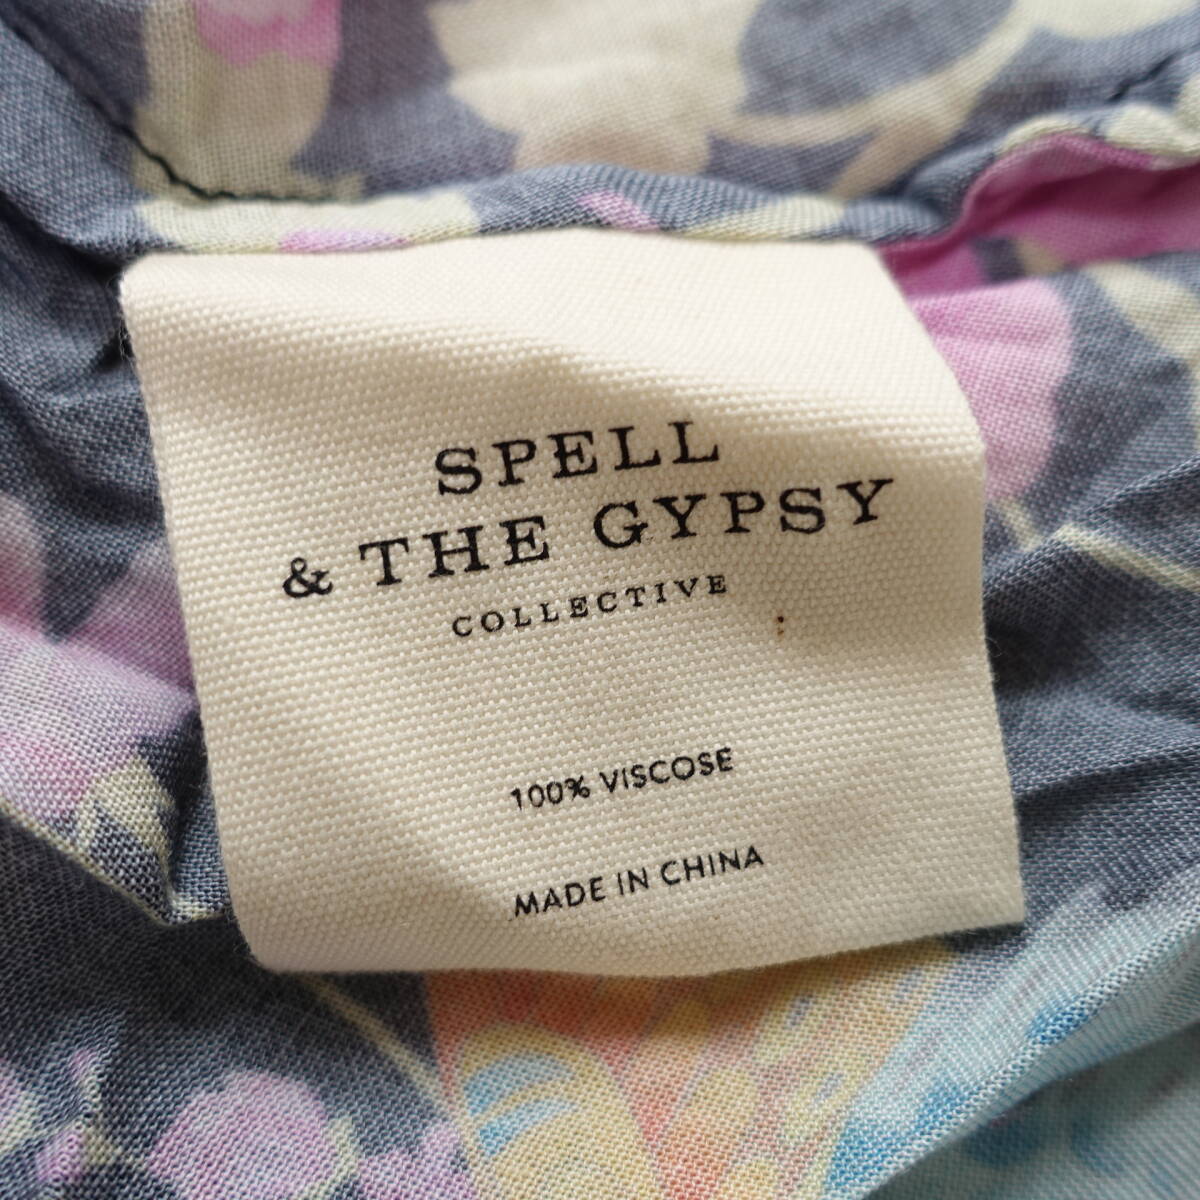 SPELL
& THE GYPSY
COLLECTIVE
100% VISCOSE
MADE IN CHINA